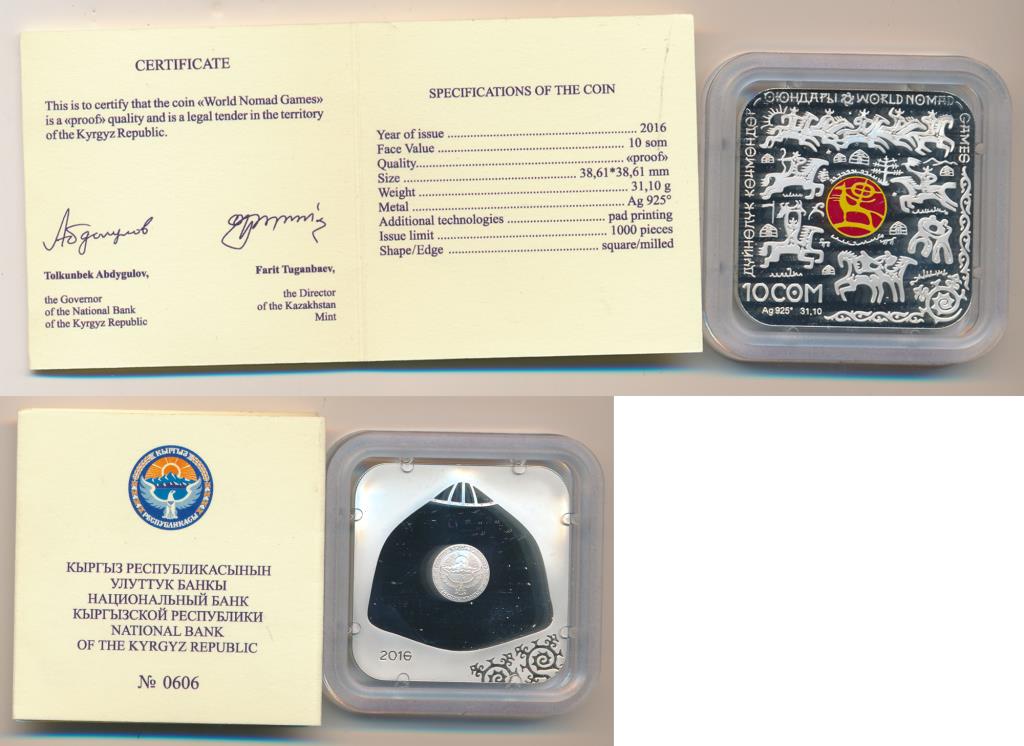 CERTIFICATE
This is to certify that the coin «World Nomad Games»
is a «proof» quality and is a legal tender in the territory
of the Kyrgyz Republic.
Tolkunbek Abdygulov,
the Governor
of the National Bank
of the Kyrgyz Republic
Farit Tuganbaev,
the Director
of the Kazakhstan
Mint
SPECIFICATIONS OF THE COIN
Year of issue ........ 2016
Face Value ........ 10 som
Quality........ «proof»
Size ........ 38,61*38,61 mm
Weight ........ 31,10 g
Metal ........ Ag 925°
Additional technologies ........ pad printing
Issue limit ........ 1000 pieces
Shape/Edge ........ square/milled
ДҮЙНӨЛҮК КӨЧМӨНДӨР ОЮНДАРЫ WORLD NOMAD GAMES
10 СОМ
Ag 925° 31,10
КЫРГЫЗ
РЕСПУБЛИКАСЫ
КЫРГЫЗ РЕСПУБЛИКАСЫНЫН
УЛУТТУК БАНКЫ
НАЦИОНАЛЬНЫЙ БАНК
КЫРГЫЗСКОЙ РЕСПУБЛИКИ
NATIONAL BANK
OF THE KYRGYZ REPUBLIC
№ 0606
2016